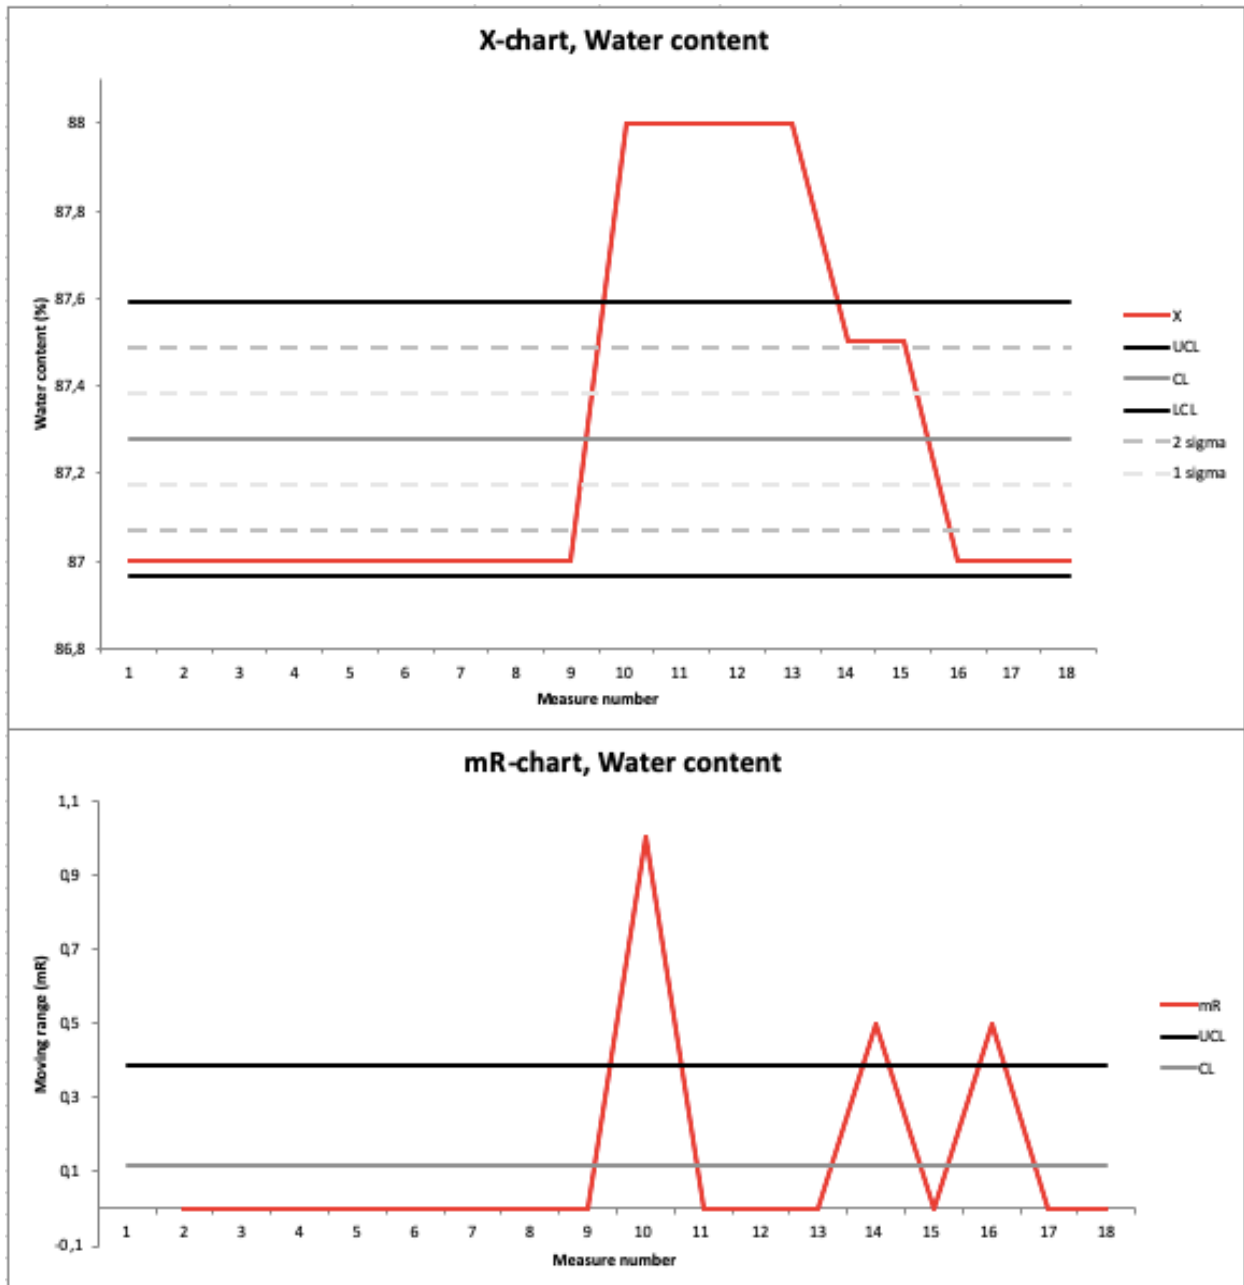 X-chart, Water content
88
87,8
87,6
87,4
87,2
87
86,8
Water content (%)
1 2 3 4 5 6 7 8 9 10 11 12 13 14 15 16 17 18
Measure number
X
UCL
CL
LCL
2 sigma
1 sigma
mR-chart, Water content
1,1
0,9
0,7
0,5
0,3
0,1
-0,1
Moving range (mR)
1 2 3 4 5 6 7 8 9 10 11 12 13 14 15 16 17 18
Measure number
mR
UCL
CL